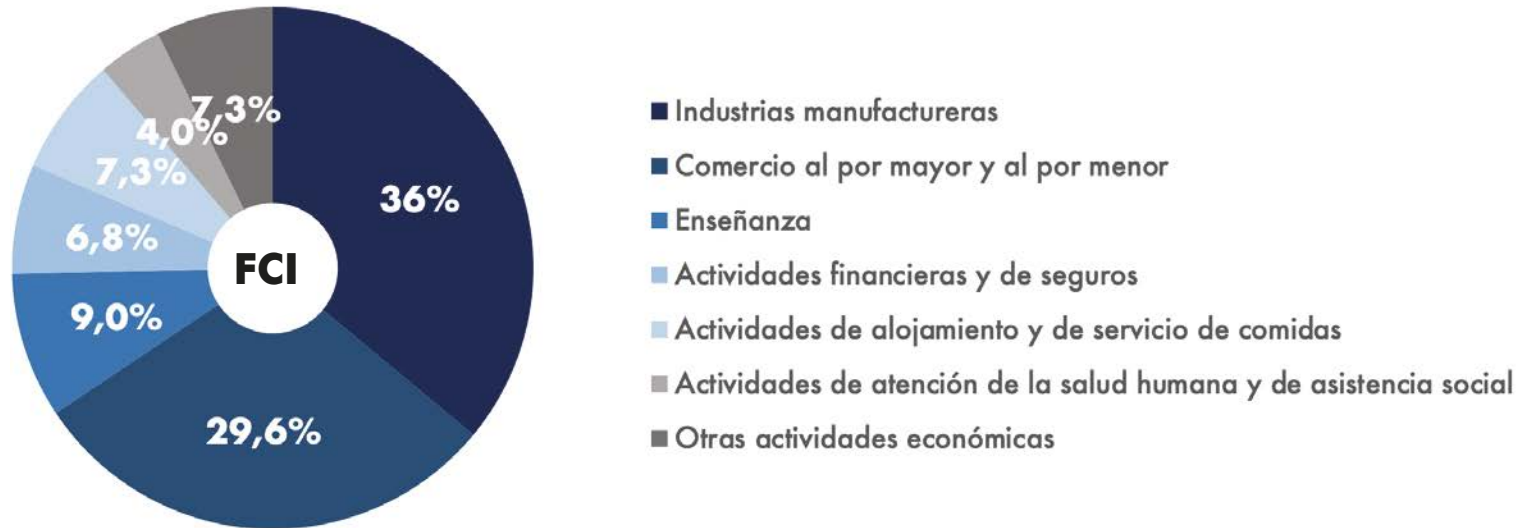 7,3%
4,0%
7,3%
36%
6,8%
FCI
9,0%
29,6%
Industrias manufactureras
Comercio al por mayor y al por menor
Enseñanza
Actividades financieras y de seguros
Actividades de alojamiento y de servicio de comidas
Actividades de atención de la salud humana y de asistencia social
Otras actividades económicas